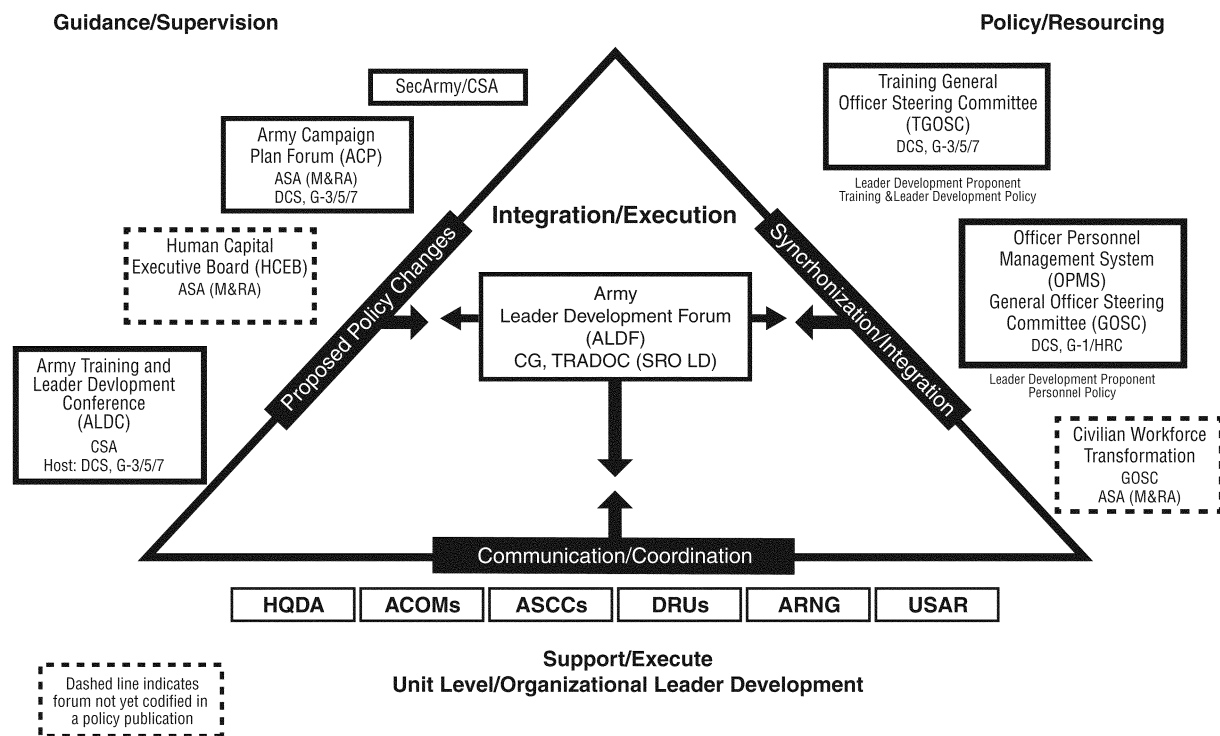 Guidance/Supervision
Policy/Resourcing
SecArmy/CSA
Army Campaign
Plan Forum (ACP)
ASA (M&RA)
DCS, G-3/5/7
Human Capital
Executive Board (HCEB)
ASA (M&RA)
Army Training and
Leader Devlopment
Conference
(ALDC)
CSA
Host: DCS, G-3/5/7
Proposed Policy Changes
Integration/Execution
Army
Leader Development Forum
(ALDF)
CG, TRADOC (SRO LD)
Syncrhonization/Integration
Training General
Officer Steering Committee
(TGOSC)
DCS, G-3/5/7
Leader Development Proponent
Training &Leader Development Policy
Officer Personnel
Management System
(OPMS)
General Officer Steering
Committee (GOSC)
DCS, G-1/HRC
Leader Development Proponent
Personnel Policy
Civilian Workforce
Transformation
GOSC
ASA (M&RA)
Communication/Coordination
HQDA
ACOMs
ASCCs
DRUs
ARNG
USAR
Support/Execute
Unit Level/Organizational Leader Development
Dashed line indicates
forum not yet codified in
a policy publication